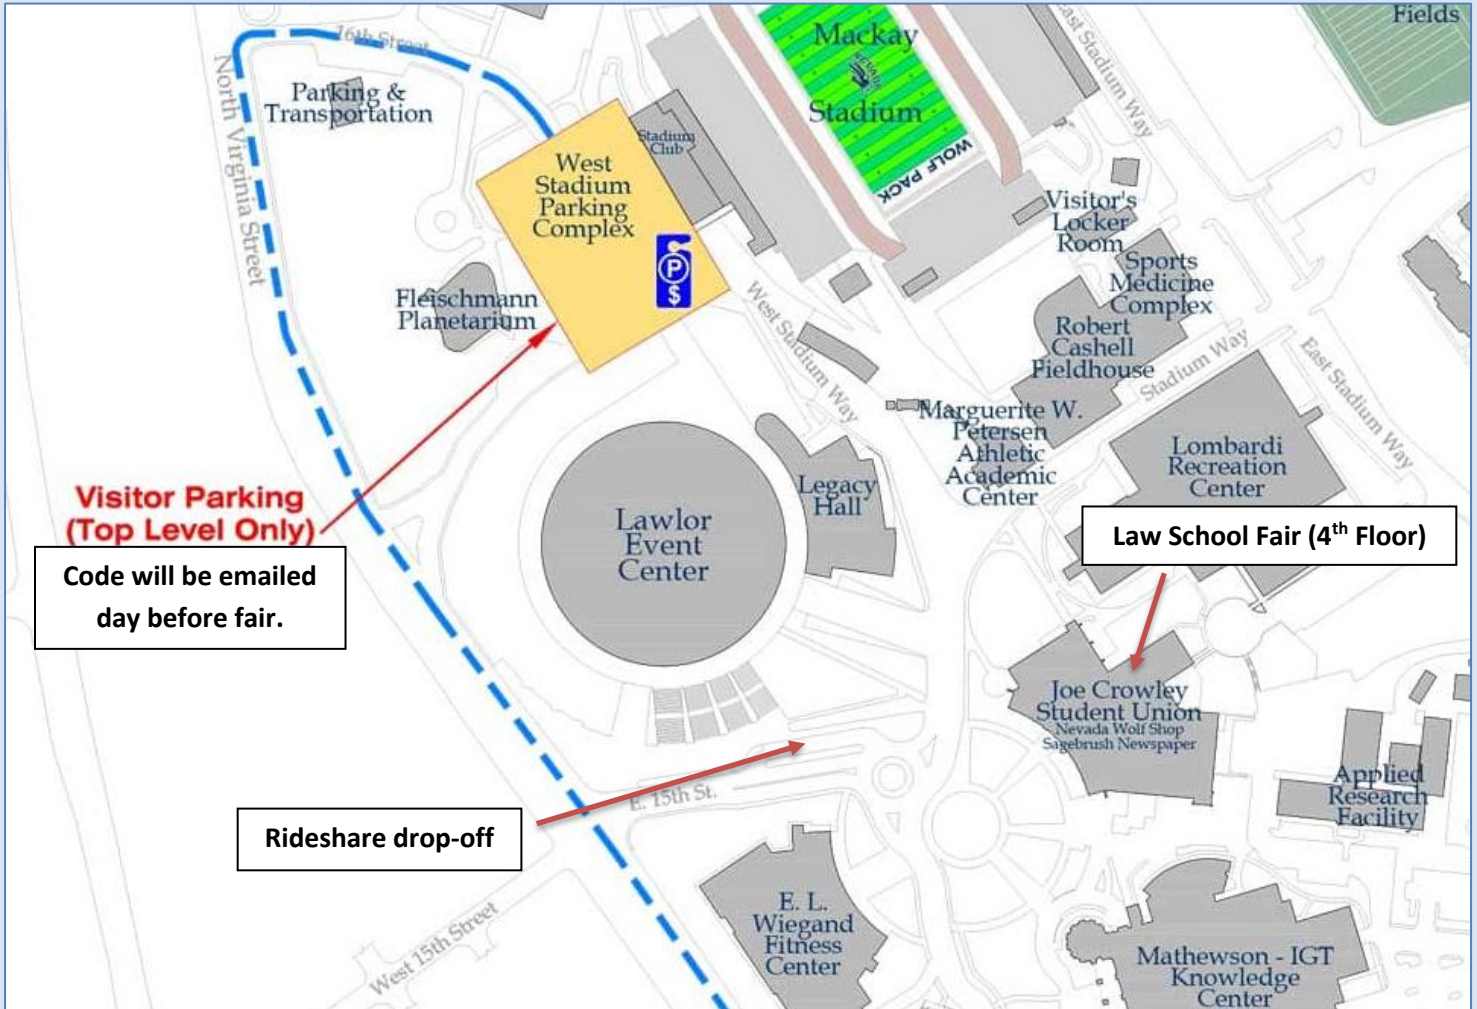 Fields
16th Street
Mackay
Stadium
NEVADA
WOLF PACK
East Stadium Way
North Virginia Street
Parking &
Transportation
Stadium
Club
West
Stadium
Parking
Complex
P
$
Visitor's
Locker
Room
Sports
Medicine
Complex
Fleischmann
Planetarium
Robert
Cashell
Fieldhouse
West Stadium Way
Stadium Way
East Stadium Way
Marguerite W.
Petersen
Athletic
Academic
Center
Lombardi
Recreation
Center
Legacy
Hall
Visitor Parking
(Top Level Only)
Code will be emailed
day before fair.
Lawlor
Event
Center
Law School Fair (4th Floor)
Joe Crowley
Student Union
Nevada Wolf Shop
Sagebrush Newspaper
Applied
Research
Facility
E. 15th St.
Rideshare drop-off
West 15th Street
E. L.
Wiegand
Fitness
Center
Mathewson - IGT
Knowledge
Center